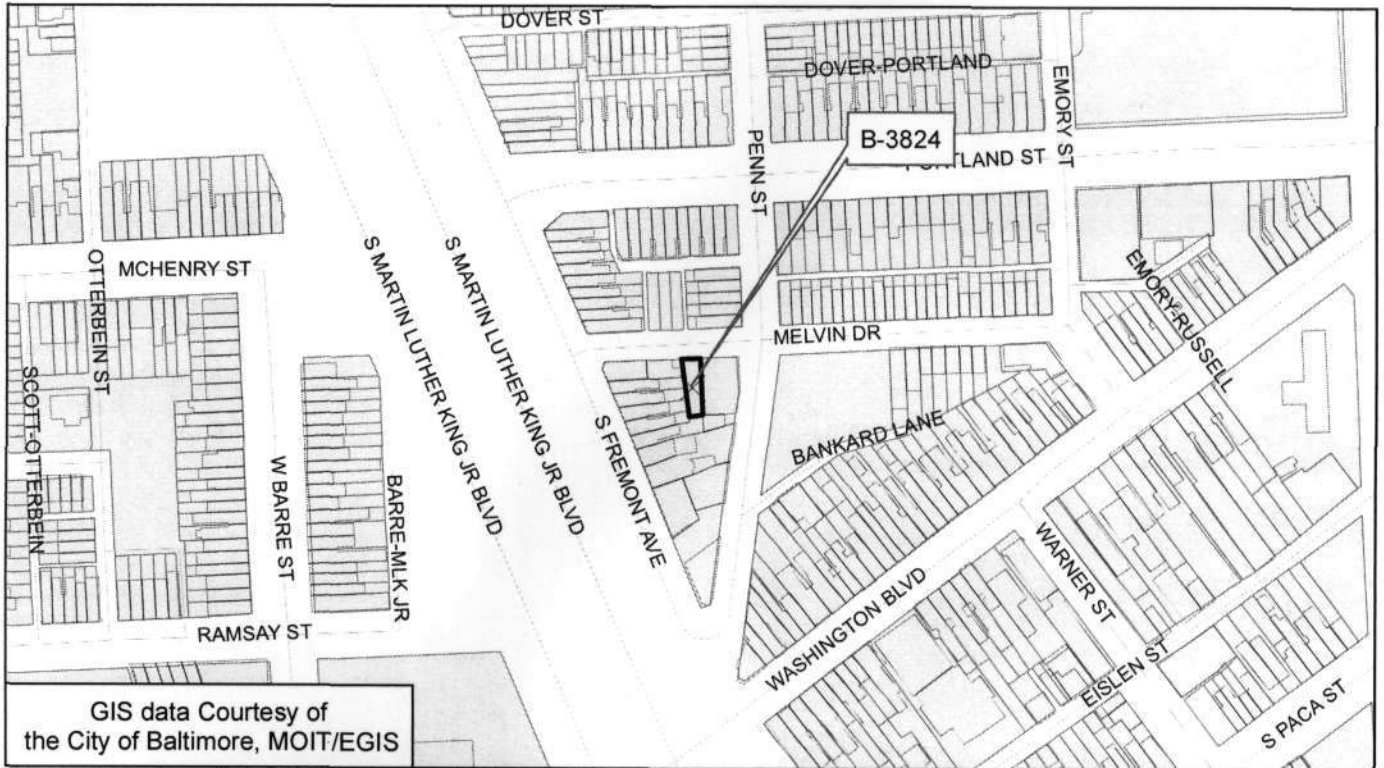 DOVER ST
DOVER-PORTLAND
EMORY ST
B-3824
PENN ST
MCHENRY ST
OTTERBEIN ST
S MARTIN LUTHER KING JR BLVD
S MARTIN LUTHER KING JR BLVD
EMORY-RUSSELL
MELVIN DR
SCOTT-OTTERBEIN
S FREMONT AVE
BANKARD LANE
W BARRE ST
BARRE-MLK JR
WARNER ST
WASHINGTON BLVD
RAMSAY ST
EISLEN ST
S PACA ST
GIS data Courtesy of
the City of Baltimore, MOIT/EGIS